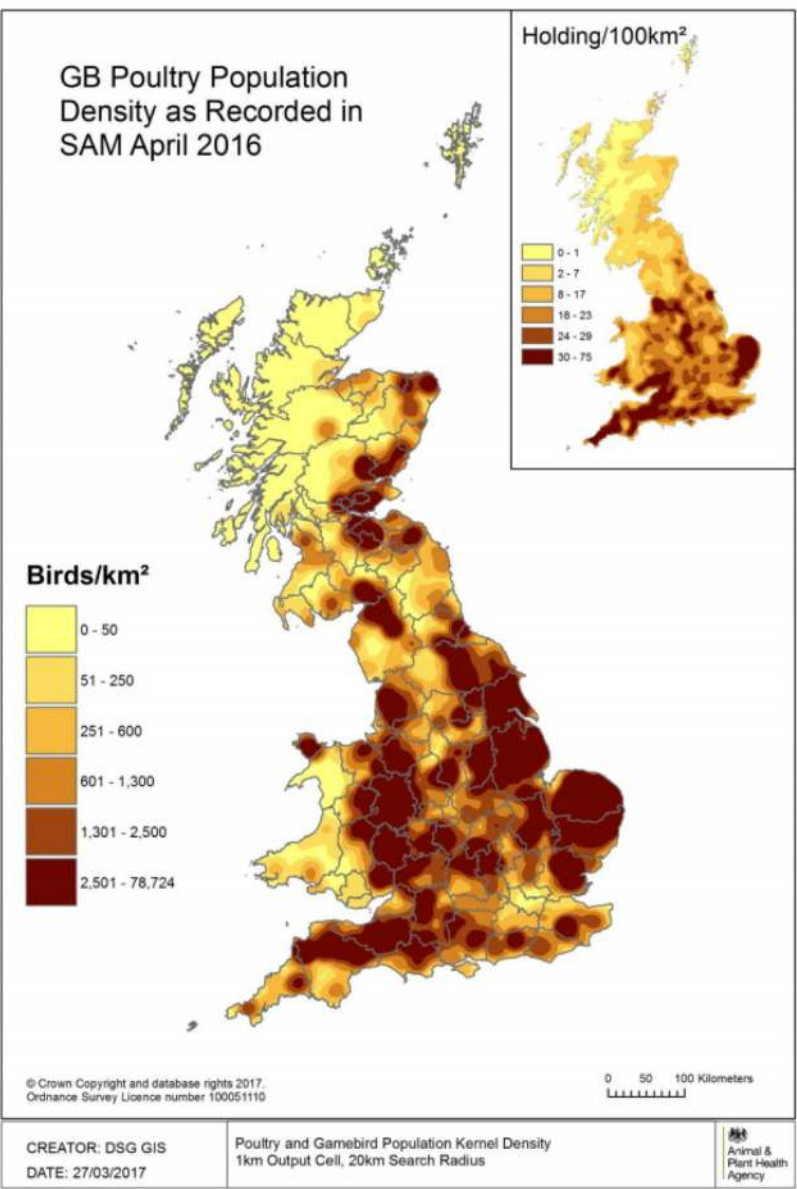 GB Poultry Population
Density as Recorded in
SAM April 2016
Holding/100km²
0 - 1
2 - 7
8 - 17
18 - 23
24 - 29
30 - 75
Birds/km²
0 - 50
51 - 250
251 - 600
601 - 1,300
1,301 - 2,500
2,501 - 78,724
© Crown Copyright and database rights 2017.
Ordnance Survey Licence number 100051110
0 50 100 Kilometers
CREATOR: DSG GIS
DATE: 27/03/2017
Poultry and Gamebird Population Kernel Density
1km Output Cell, 20km Search Radius
Animal &
Plant Health
Agency